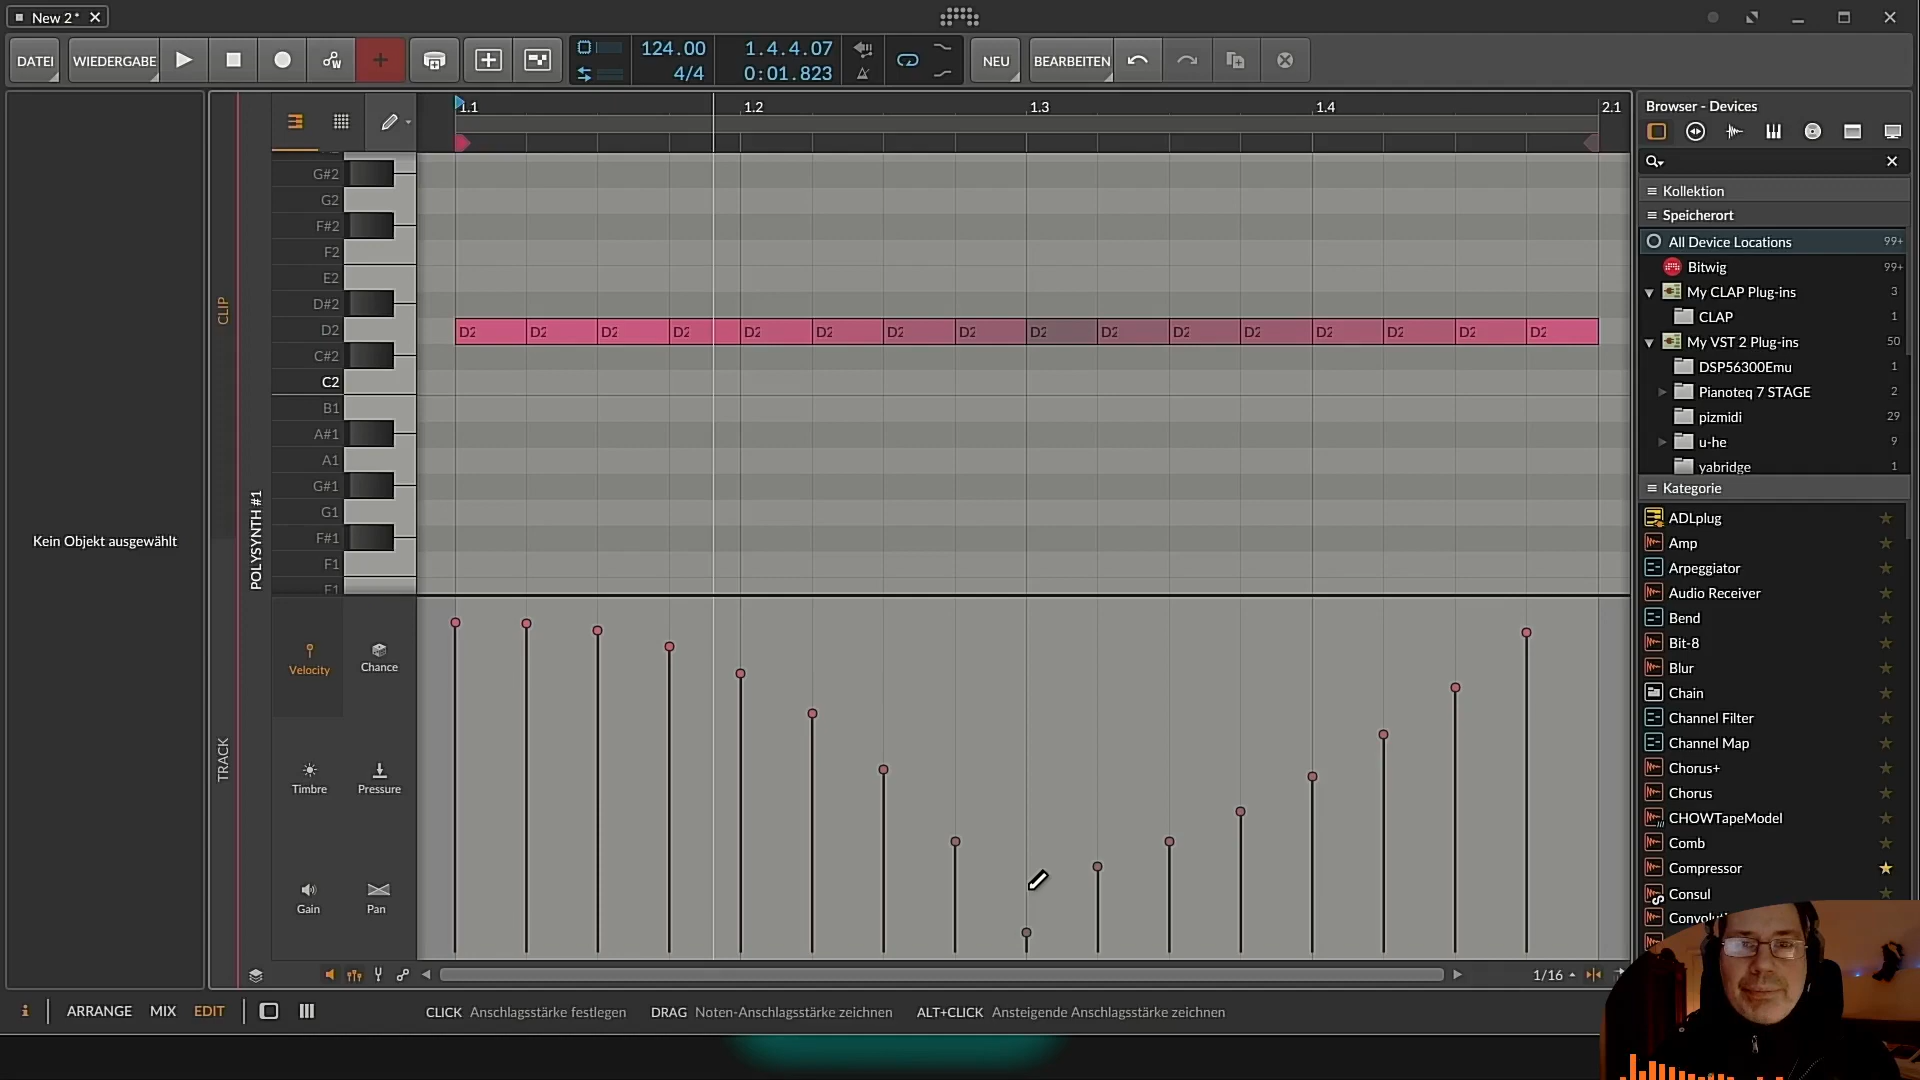 New 2*
DATEI
WIEDERGABE
124.00
4/4
1.4.4.07
0:01.823
NEU
BEARBEITEN
1.1
1.2
1.3
1.4
2.1
G#2
G2
F#2
F2
E2
D#2
D2
C#2
C2
B1
A#1
A1
G#1
G1
F#1
F1
E1
D2 D2 D2 D2 D2 D2 D2 D2 D2 D2 D2 D2 D2 D2 D2 D2
Kein Objekt ausgewählt
CLIP
TRACK
POLYSYNTH #1
Velocity
Chance
Timbre
Pressure
Gain
Pan
1/16
Browser - Devices
Kollektion
Speicherort
All Device Locations 99+
Bitwig 99+
My CLAP Plug-ins 3
CLAP 1
My VST 2 Plug-ins 50
DSP56300Emu 1
Pianoteq 7 STAGE 2
pizmidi 29
u-he 9
yabridge 1
Kategorie
ADLplug
Amp
Arpeggiator
Audio Receiver
Bend
Bit-8
Blur
Chain
Channel Filter
Channel Map
Chorus+
Chorus
CHOWTapeModel
Comb
Compressor
Consul
i
ARRANGE
MIX
EDIT
CLICK Anschlagsstärke festlegen
DRAG Noten-Anschlagsstärke zeichnen
ALT+CLICK Ansteigende Anschlagsstärke zeichnen